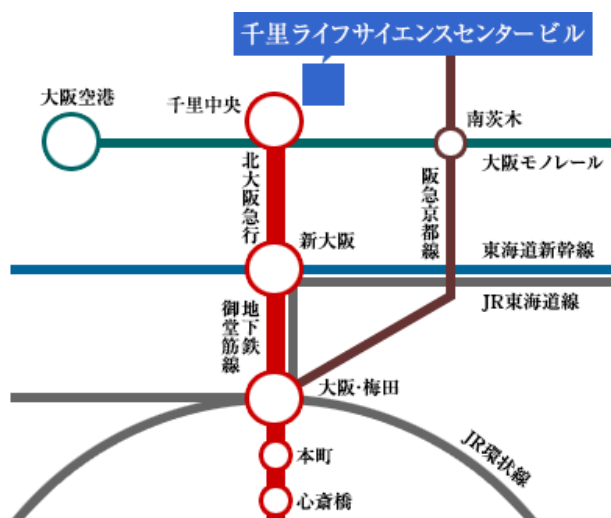 千里ライフサイエンスセンタービル
大阪空港
千里中央
南茨木
大阪モノレール
北大阪急行
阪急京都線
新大阪
東海道新幹線
JR東海道線
地下鉄
御堂筋線
大阪・梅田
JR環状線
本町
心斎橋